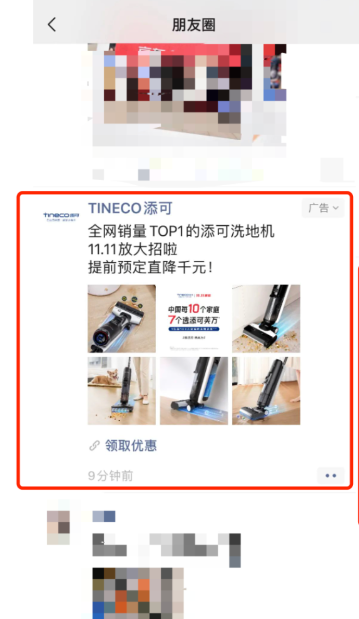 朋友圈
TINECO添可
广告
全网销量TOP1的添可洗地机
11.11放大招啦
提前预定直降千元！
中国每10个家庭
7个选添可芙万
领取优惠
9分钟前